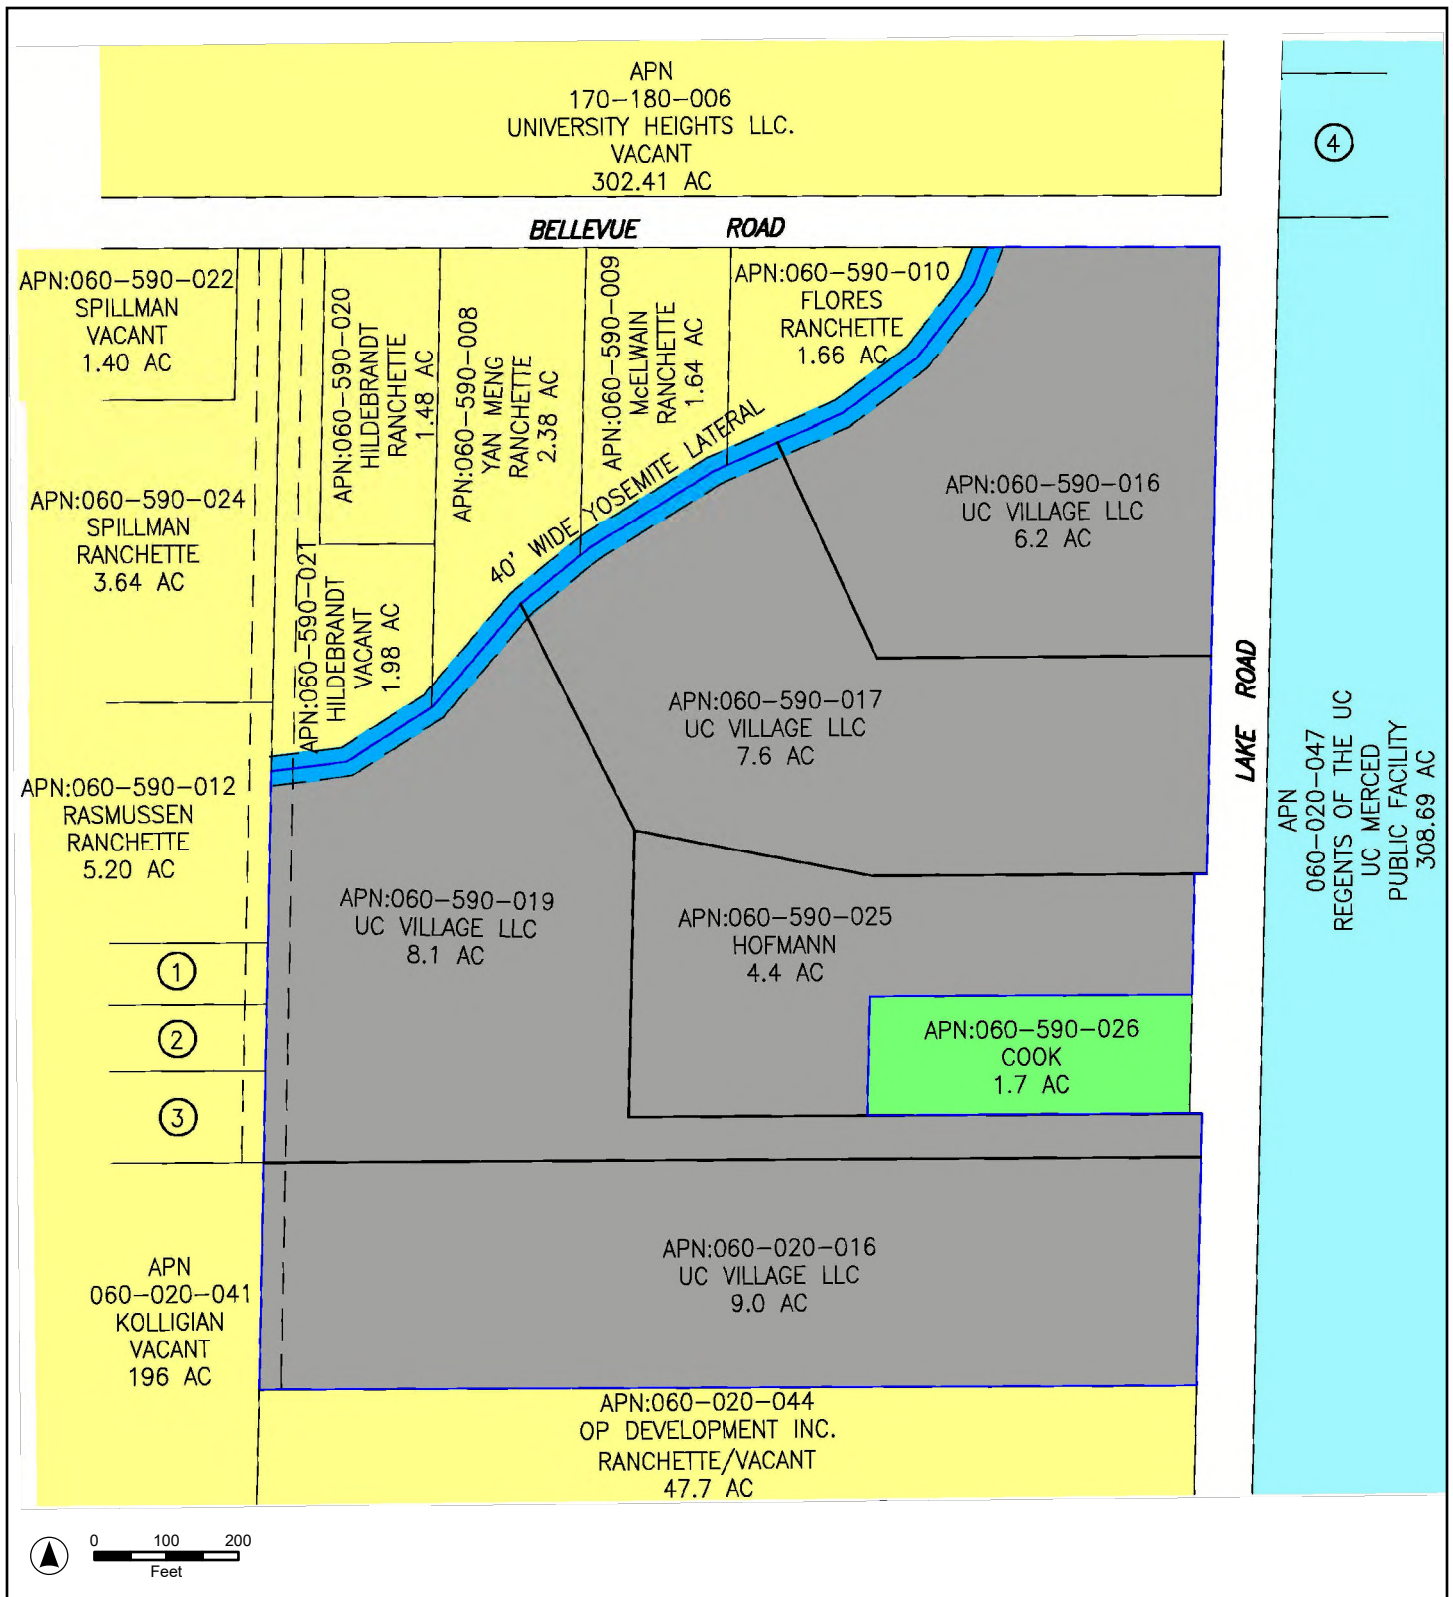 APN
170-180-006
UNIVERSITY HEIGHTS LLC.
VACANT
302.41 AC
4
BELLEVUE ROAD
APN:060-590-022
SPILLMAN
VACANT
1.40 AC
APN:060-590-020
HILDEBRANDT
RANCHETTE
1.48 AC
APN:060-590-008
YAN MENG
RANCHETTE
2.38 AC
APN:060-590-009
McELWAIN
RANCHETTE
1.64 AC
APN:060-590-010
FLORES
RANCHETTE
1.66 AC
40' WIDE YOSEMITE LATERAL
APN:060-590-024
SPILLMAN
RANCHETTE
3.64 AC
APN:060-590-021
HILDEBRANDT
VACANT
1.98 AC
APN:060-590-016
UC VILLAGE LLC
6.2 AC
APN:060-590-017
UC VILLAGE LLC
7.6 AC
LAKE ROAD
APN
060-020-047
REGENTS OF THE UC
UC MERCED
PUBLIC FACILITY
308.69 AC
APN:060-590-012
RASMUSSEN
RANCHETTE
5.20 AC
APN:060-590-019
UC VILLAGE LLC
8.1 AC
APN:060-590-025
HOFMANN
4.4 AC
1
2
3
APN:060-590-026
COOK
1.7 AC
APN:060-020-016
UC VILLAGE LLC
9.0 AC
APN
060-020-041
KOLLIGIAN
VACANT
196 AC
APN:060-020-044
OP DEVELOPMENT INC.
RANCHETTE/VACANT
47.7 AC
0 100 200
Feet